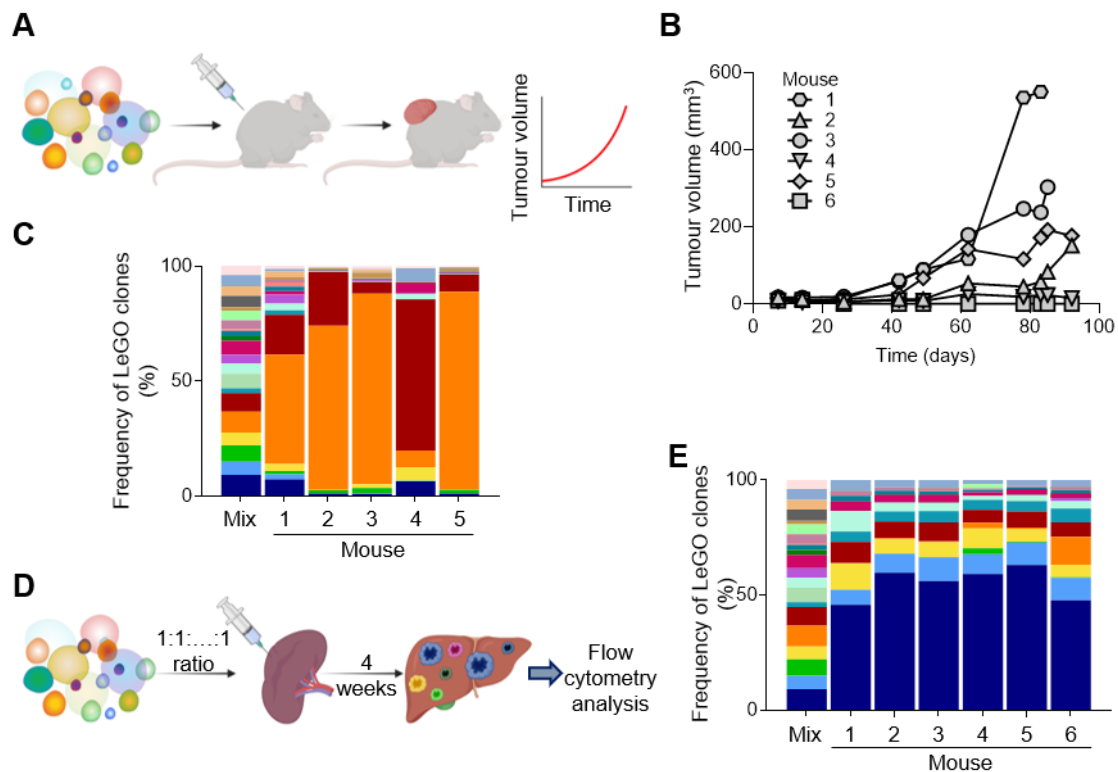 A
Tumour volume
Time
B
Tumour volume (mm³)
600
400
200
0
Mouse
1
2
3
4
5
6
0
20
40
60
80
100
Time (days)
C
Frequency of LeGO clones
(%)
100
50
0
Mix
1
2
3
4
5
Mouse
D
1:1:....:1
ratio
4
weeks
Flow
cytometry
analysis
E
Frequency of LeGO clones
(%)
100
50
0
Mix
1
2
3
4
5
6
Mouse